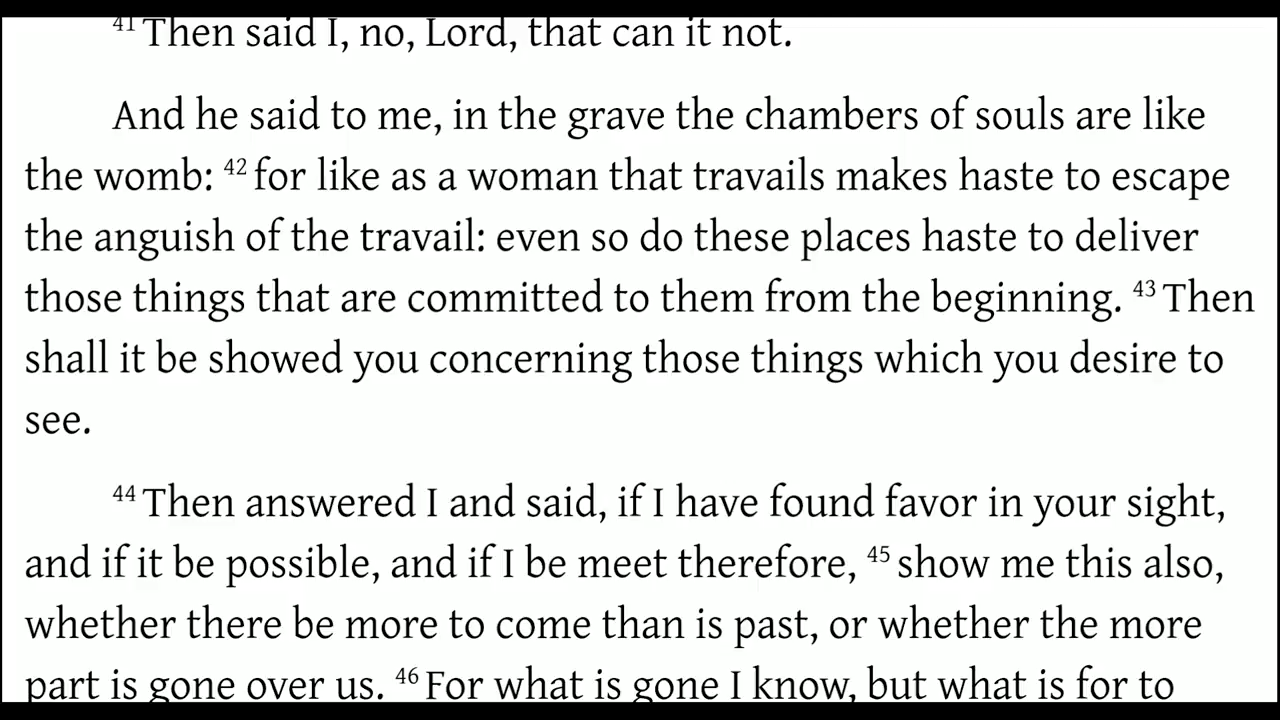 41 Then said I, no, Lord, that can it not.
And he said to me, in the grave the chambers of souls are like
the womb: 42 for like as a woman that travails makes haste to escape
the anguish of the travail: even so do these places haste to deliver
those things that are committed to them from the beginning. 43 Then
shall it be showed you concerning those things which you desire to
see.
44 Then answered I and said, if I have found favor in your sight,
and if it be possible, and if I be meet therefore, 45 show me this also,
whether there be more to come than is past, or whether the more
part is gone over us. 46 For what is gone I know, but what is for to